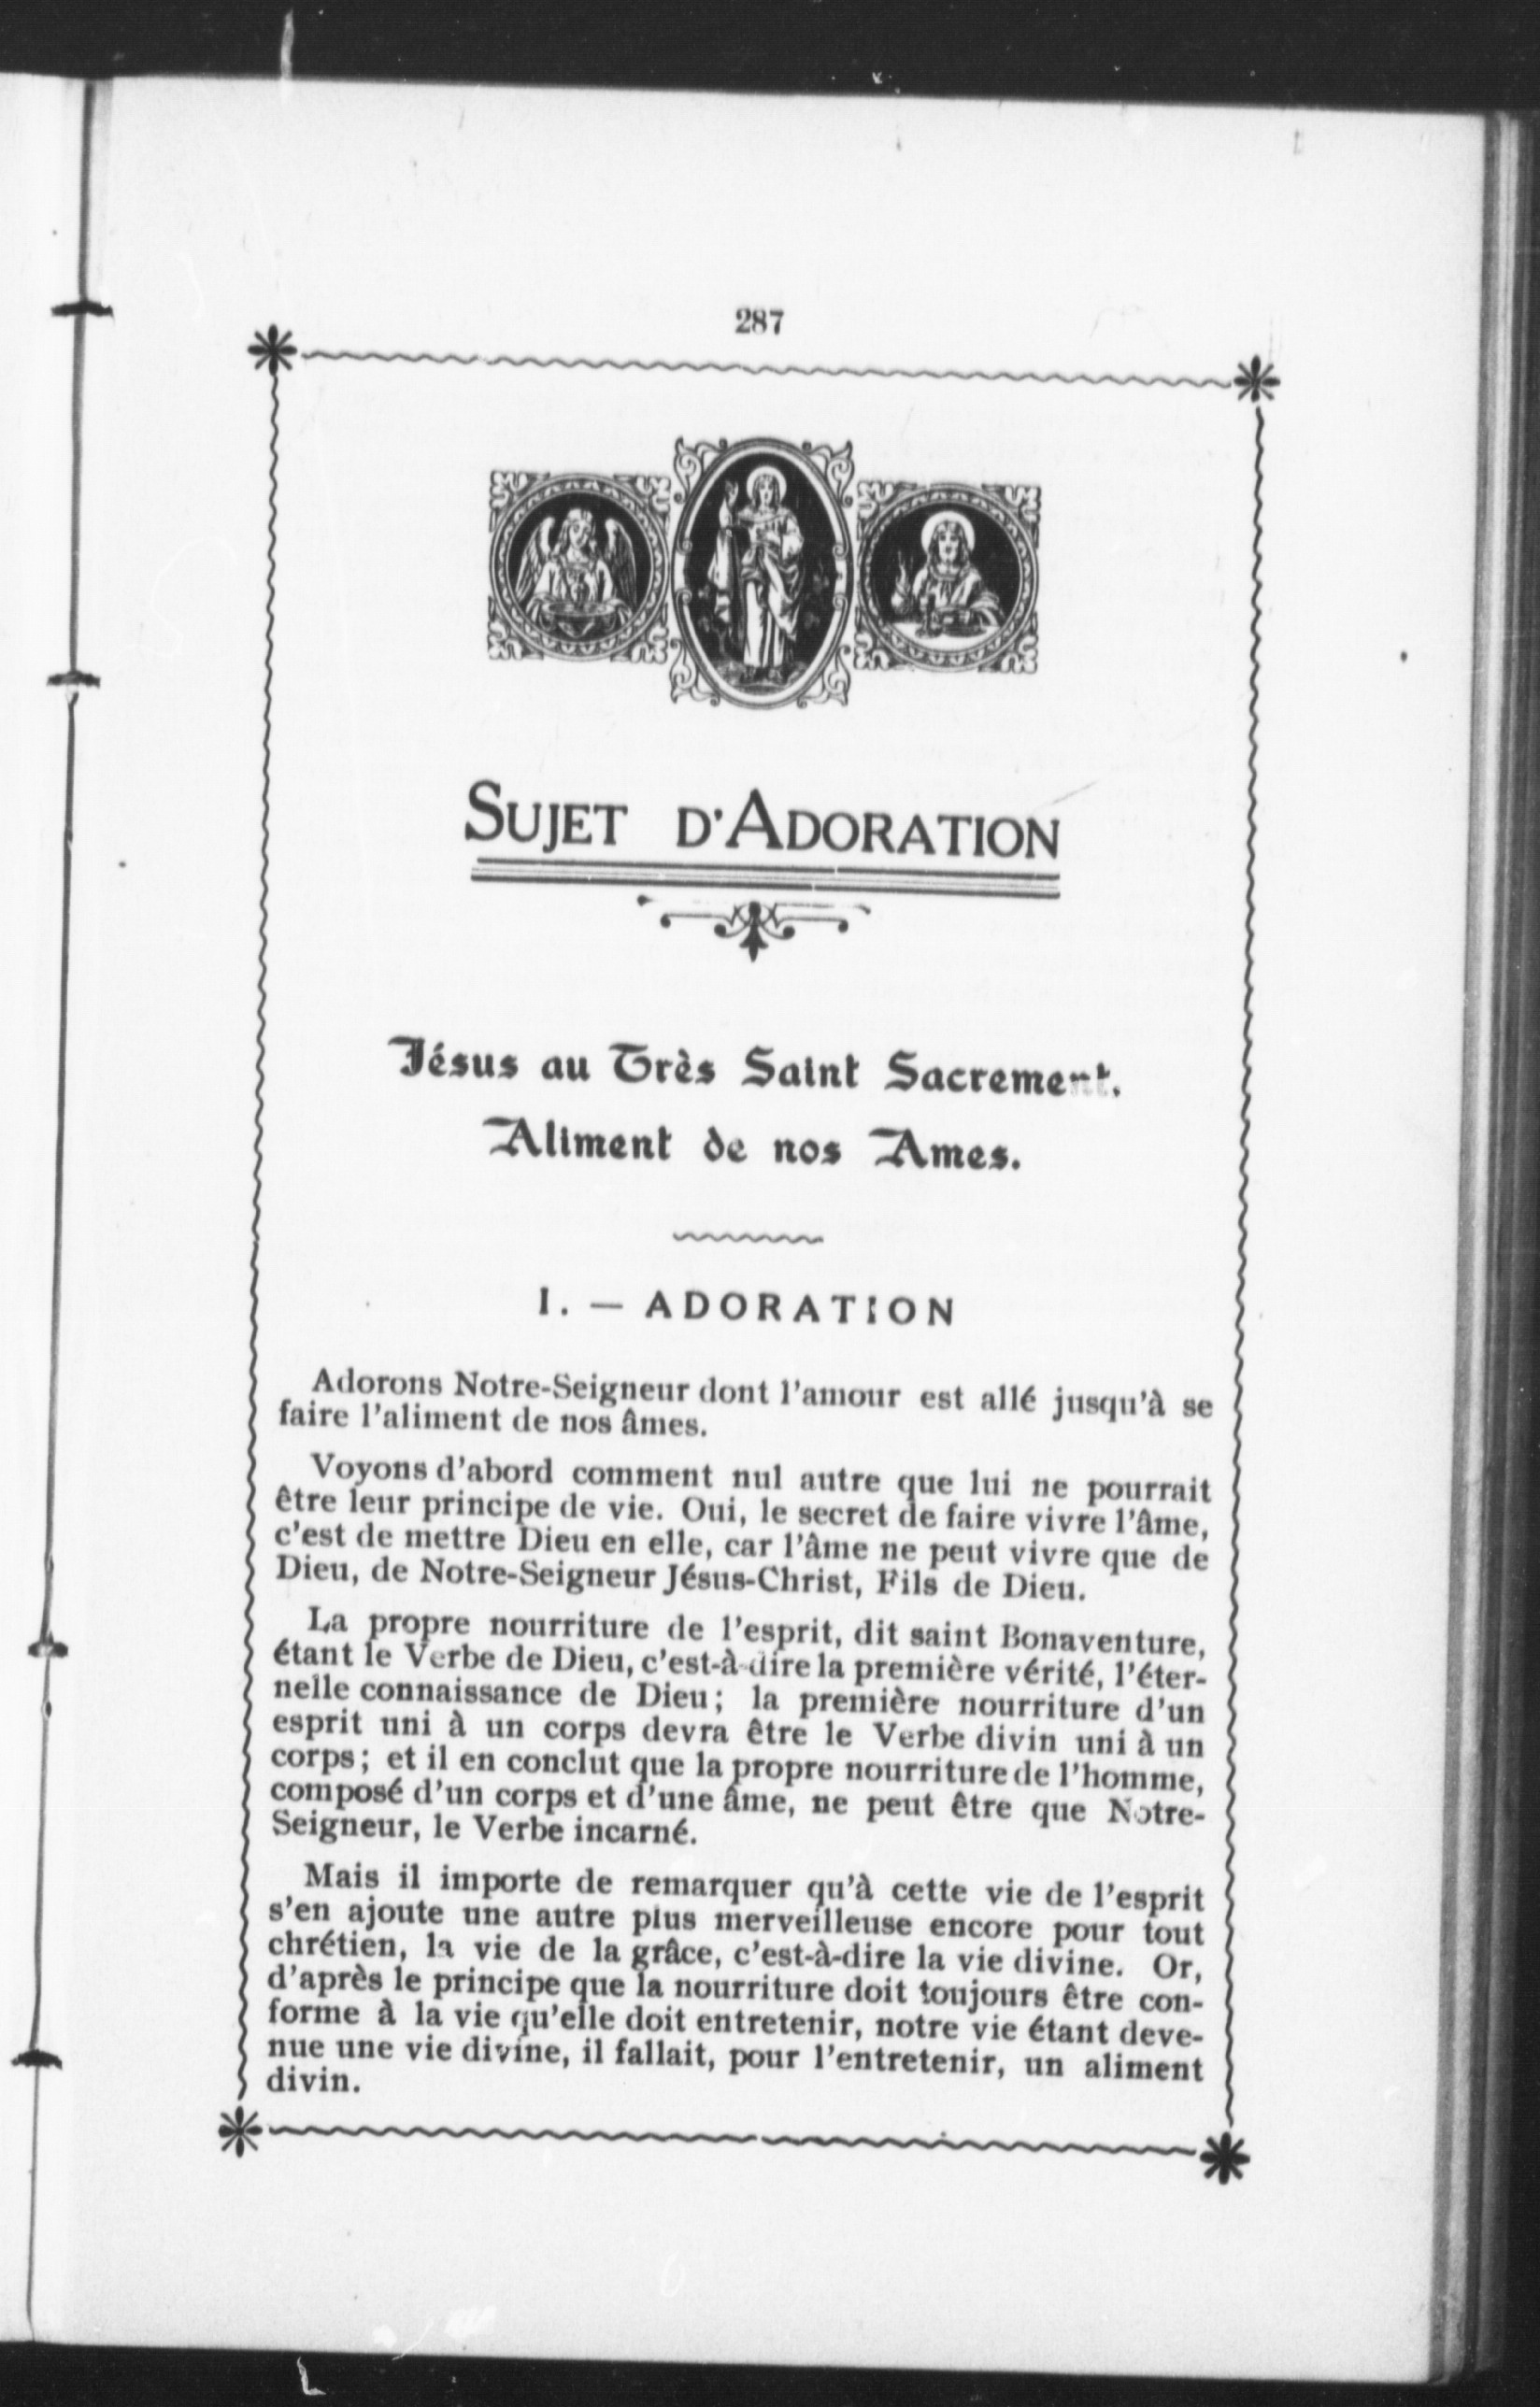 287
SUJET D'ADORATION
Jésus au Très Saint Sacrement.
Aliment de nos Ames.
I. — ADORATION
Adorons Notre-Seigneur dont l'amour est allé jusqu'à se
faire l'aliment de nos âmes.
Voyons d'abord comment nul autre que lui ne pourrait
être leur principe de vie. Oui, le secret de faire vivre l'âme,
c'est de mettre Dieu en elle, car l'âme ne peut vivre que de
Dieu, de Notre-Seigneur Jésus-Christ, Fils de Dieu.
La propre nourriture de l'esprit, dit saint Bonaventure,
étant le Verbe de Dieu, c'est-à-dire la première vérité, l'éter-
nelle connaissance de Dieu; la première nourriture d'un
esprit uni à un corps devra être le Verbe divin uni à un
corps; et il en conclut que la propre nourriture de l'homme,
composé d'un corps et d'une âme, ne peut être que Notre-
Seigneur, le Verbe incarné.
Mais il importe de remarquer qu'à cette vie de l'esprit
s'en ajoute une autre plus merveilleuse encore pour tout
chrétien, la vie de la grâce, c'est-à-dire la vie divine. Or,
d'après le principe que la nourriture doit toujours être con-
forme à la vie qu'elle doit entretenir, notre vie étant deve-
nue une vie divine, il fallait, pour l'entretenir, un aliment
divin.